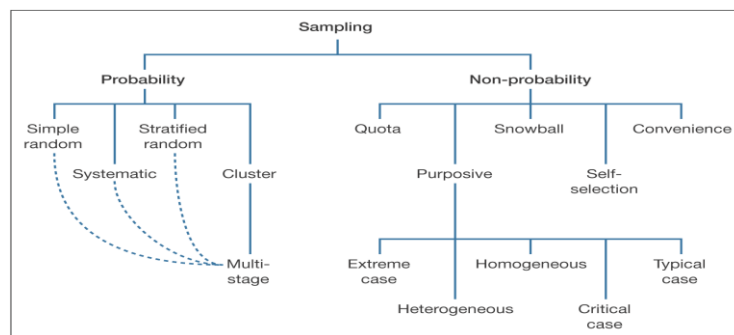 Sampling
Probability
Non-probability
Simple
random
Stratified
random
Systematic
Cluster
Multi-
stage
Quota
Snowball
Convenience
Purposive
Self-
selection
Extreme
case
Homogeneous
Typical
case
Heterogeneous
Critical
case